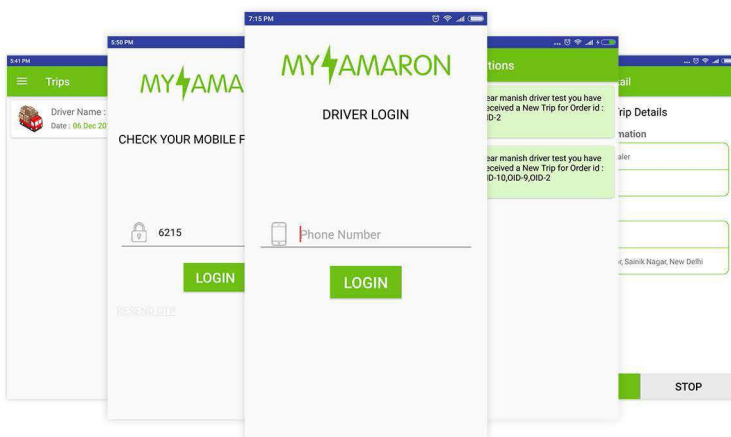 5:41 PM
Trips
Driver Name :
Date : 06 Dec 20
5:50 PM
MY AMA
CHECK YOUR MOBILE F
6215
LOGIN
RESEND OTP
7:15 PM
MY AMARON
DRIVER LOGIN
Phone Number
LOGIN
tions
ear manish driver test you have
eceived a New Trip for Order id :
ID-2
ear manish driver test you have
eceived a New Trip for Order id :
ID-10,OID-9,OID-2
tail
Trip Details
mation
aler
r, Sainik Nagar, New Delhi
STOP